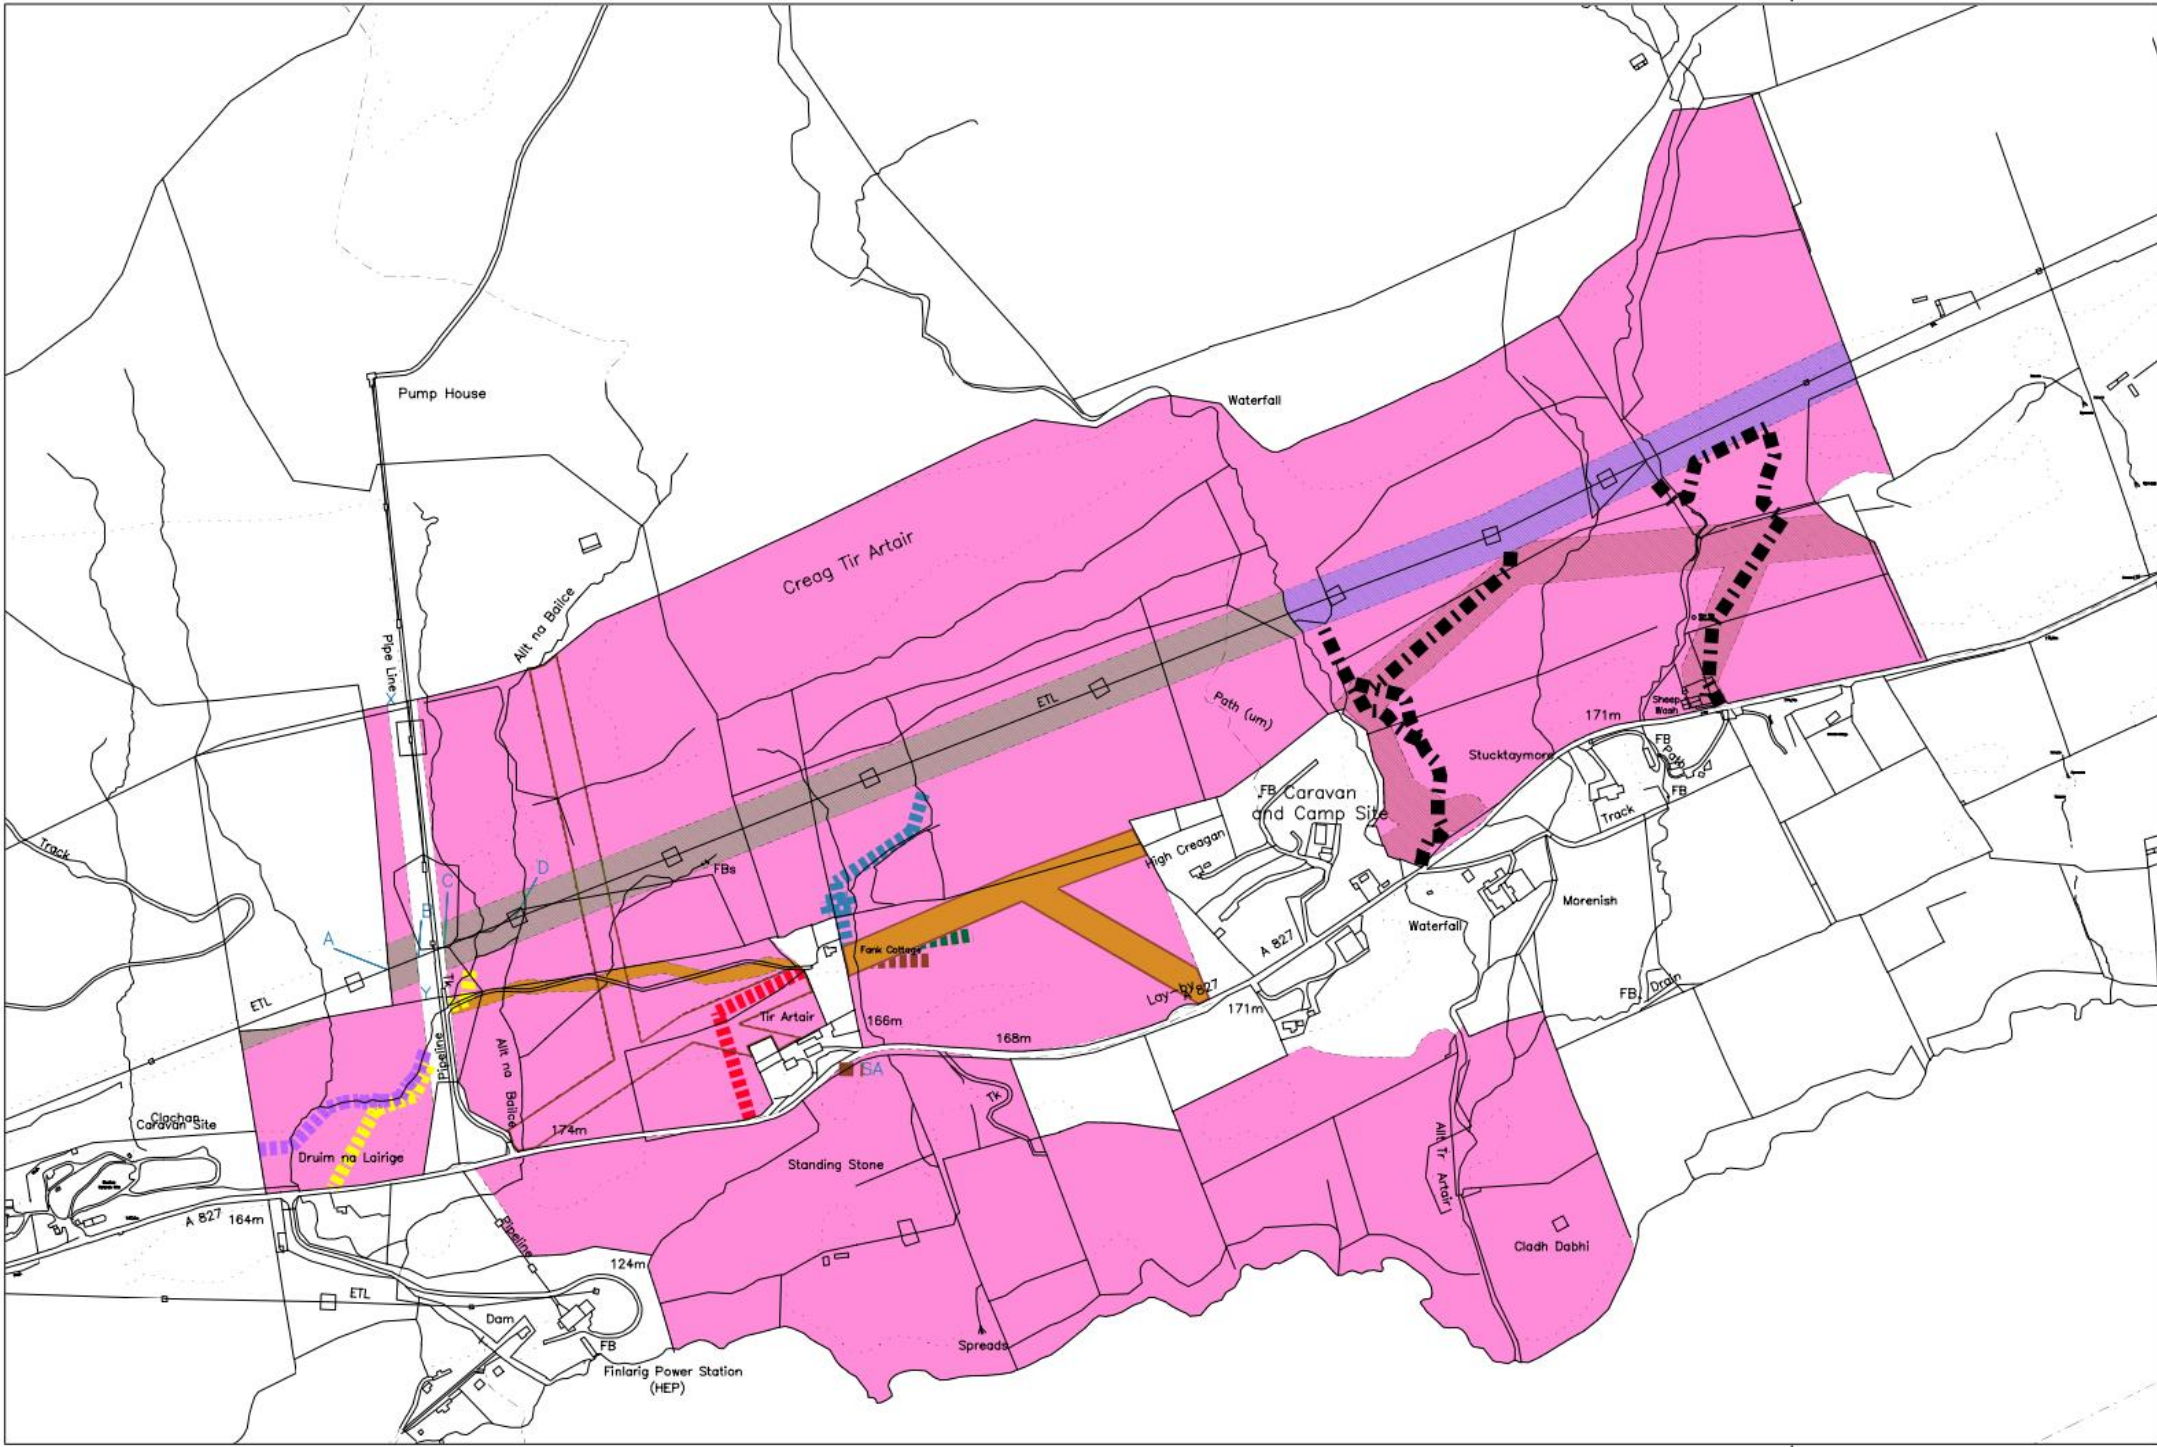 Pump House
Waterfall
Creag Tir Artair
Allt na Bailce
Pipe Line
X
ETL
Path (um)
171m
Sheep
Wash
Stucktaymore
FB
Path
FB
Track
FB
Caravan
and Camp Site
High Creagan
Track
FBs
D
C
B
A
Tk
Y
ETL
Fank Cottage
Morenish
Waterfall
A 827
Lay-by
A 827
FB
Drain
171m
Tir Artair
166m
168m
SA
Pipeline
Allt na Bailce
Clachan
Caravan Site
Druim na Lairige
174m
Tk
Standing Stone
Allt Tir Artair
A 827
164m
Pipeline
124m
Cladh Dabhi
ETL
Dam
FB
Spreads
Finlarig Power Station
(HEP)